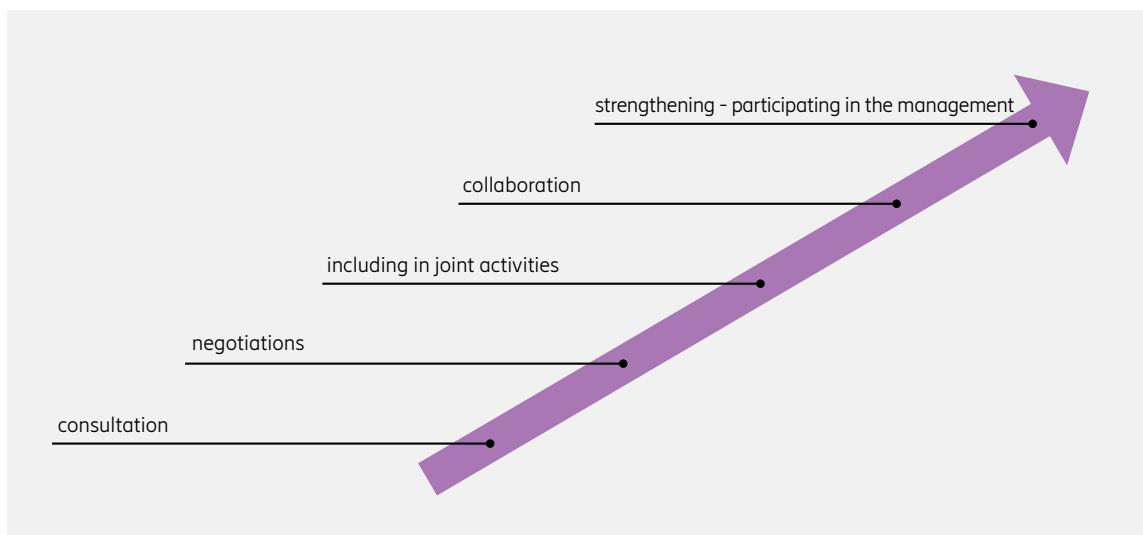 strengthening - participating in the management
collaboration
including in joint activities
negotiations
consultation